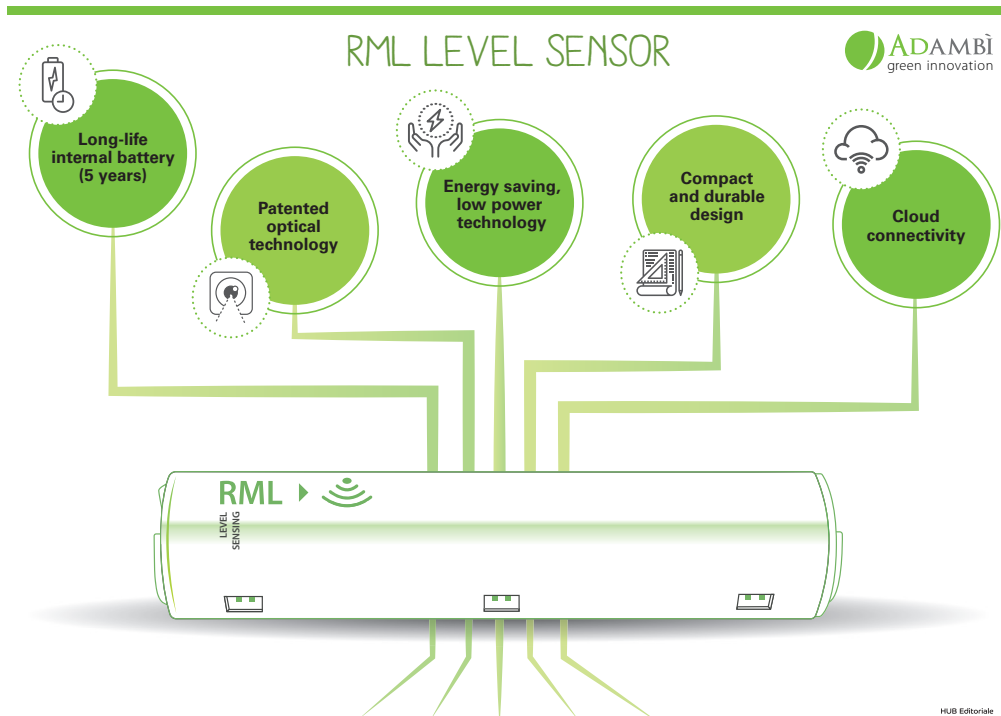 RML LEVEL SENSOR
ADAMBÌ
green innovation
Long-life
internal battery
(5 years)
Patented
optical
technology
Energy saving,
low power
technology
Compact
and durable
design
Cloud
connectivity
RML
LEVEL
SENSING
HUB Editoriale